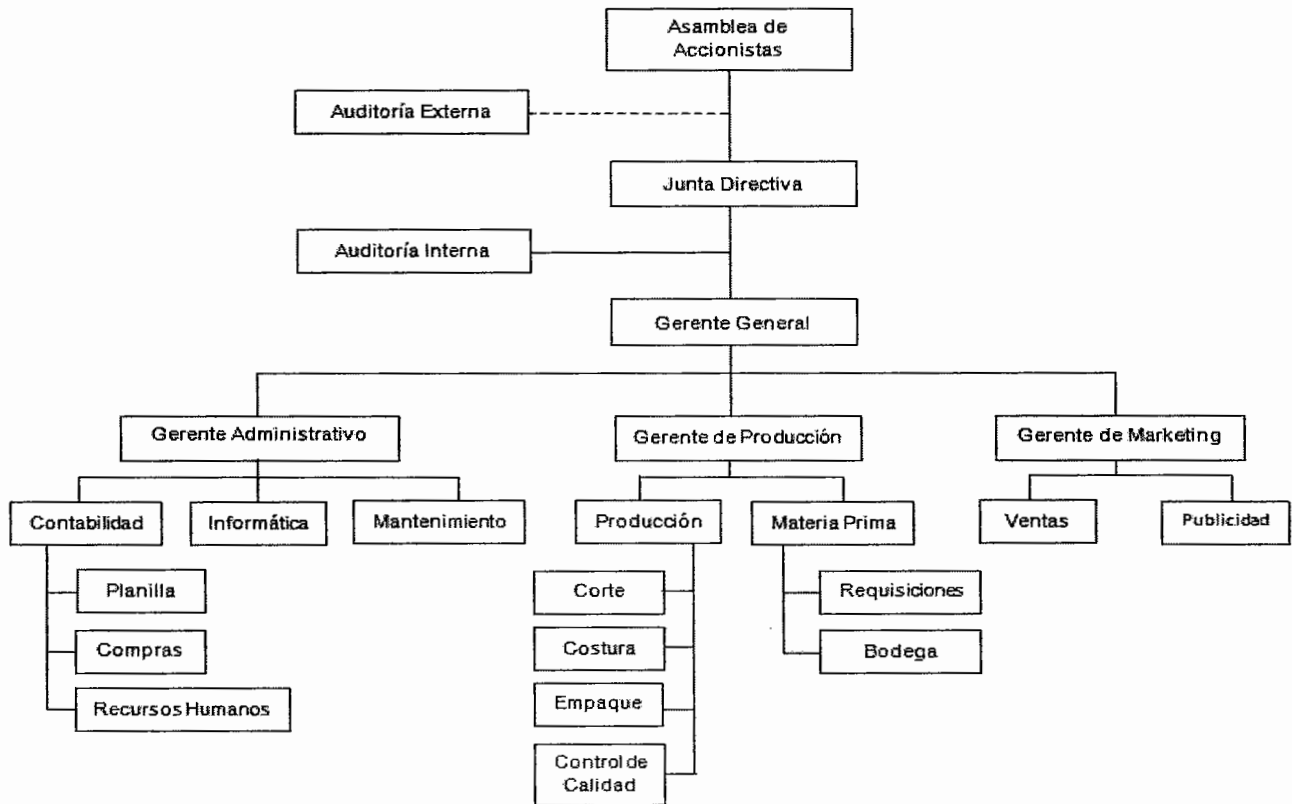 Asamblea de
Accionistas
Auditoría Externa
Junta Directiva
Auditoría Interna
Gerente General
Gerente Administrativo
Gerente de Producción
Gerente de Marketing
Contabilidad
Informática
Mantenimiento
Producción
Materia Prima
Ventas
Publicidad
Planilla
Compras
Recursos Humanos
Corte
Costura
Empaque
Control de
Calidad
Requisiciones
Bodega